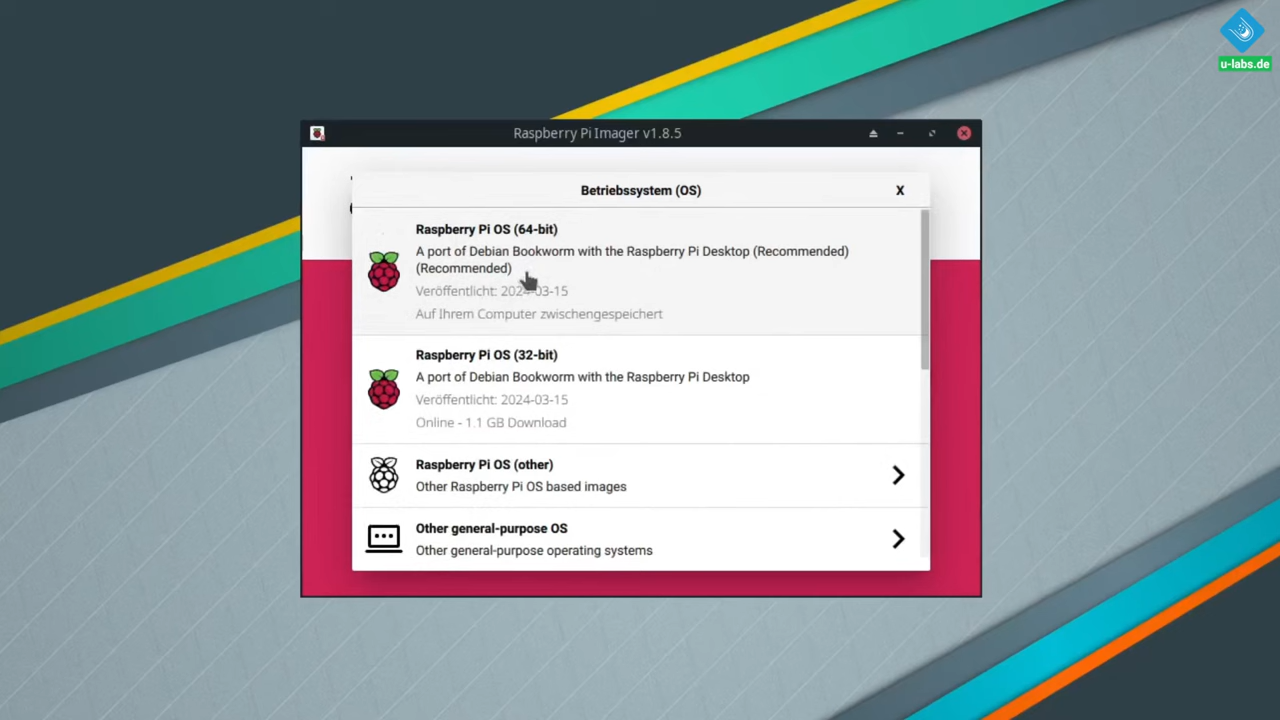 u-labs.de
Raspberry Pi Imager v1.8.5
Betriebssystem (OS)
X
Raspberry Pi OS (64-bit)
A port of Debian Bookworm with the Raspberry Pi Desktop (Recommended)
(Recommended)
Veröffentlicht: 2024-03-15
Auf Ihrem Computer zwischengespeichert
Raspberry Pi OS (32-bit)
A port of Debian Bookworm with the Raspberry Pi Desktop
Veröffentlicht: 2024-03-15
Online - 1.1 GB Download
Raspberry Pi OS (other)
Other Raspberry Pi OS based images
Other general-purpose OS
Other general-purpose operating systems